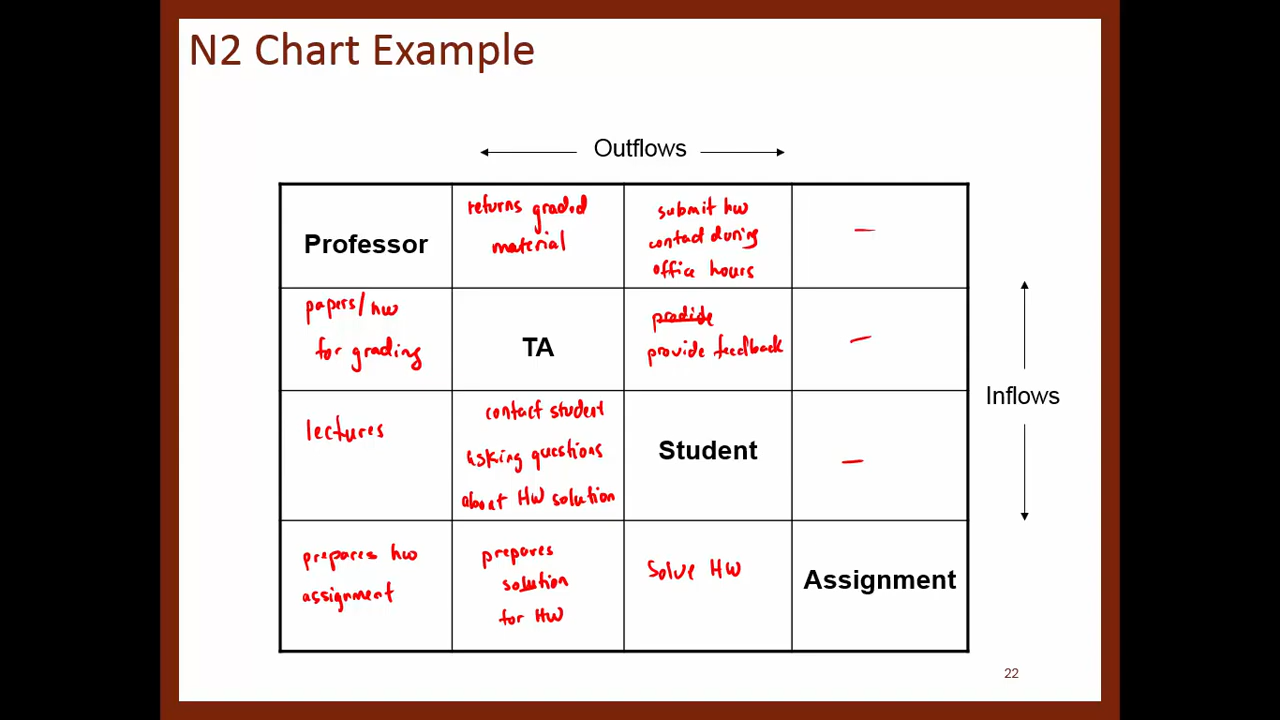 N2 Chart Example
Outflows
Professor
returns graded
material
submit hw
contact during
office hours
—
papers/hw
for grading
TA
provide feedback
—
Inflows
lectures
contact student
asking questions
about HW solution
Student
—
prepares hw
assignment
prepares
solution
for HW
Solve HW
Assignment
22